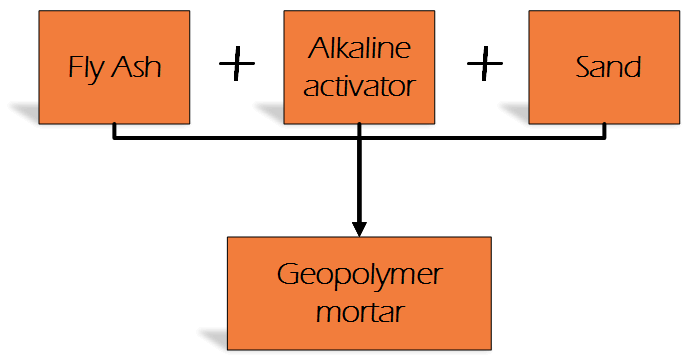 Fly Ash + Alkaline activator + Sand
Geopolymer
mortar